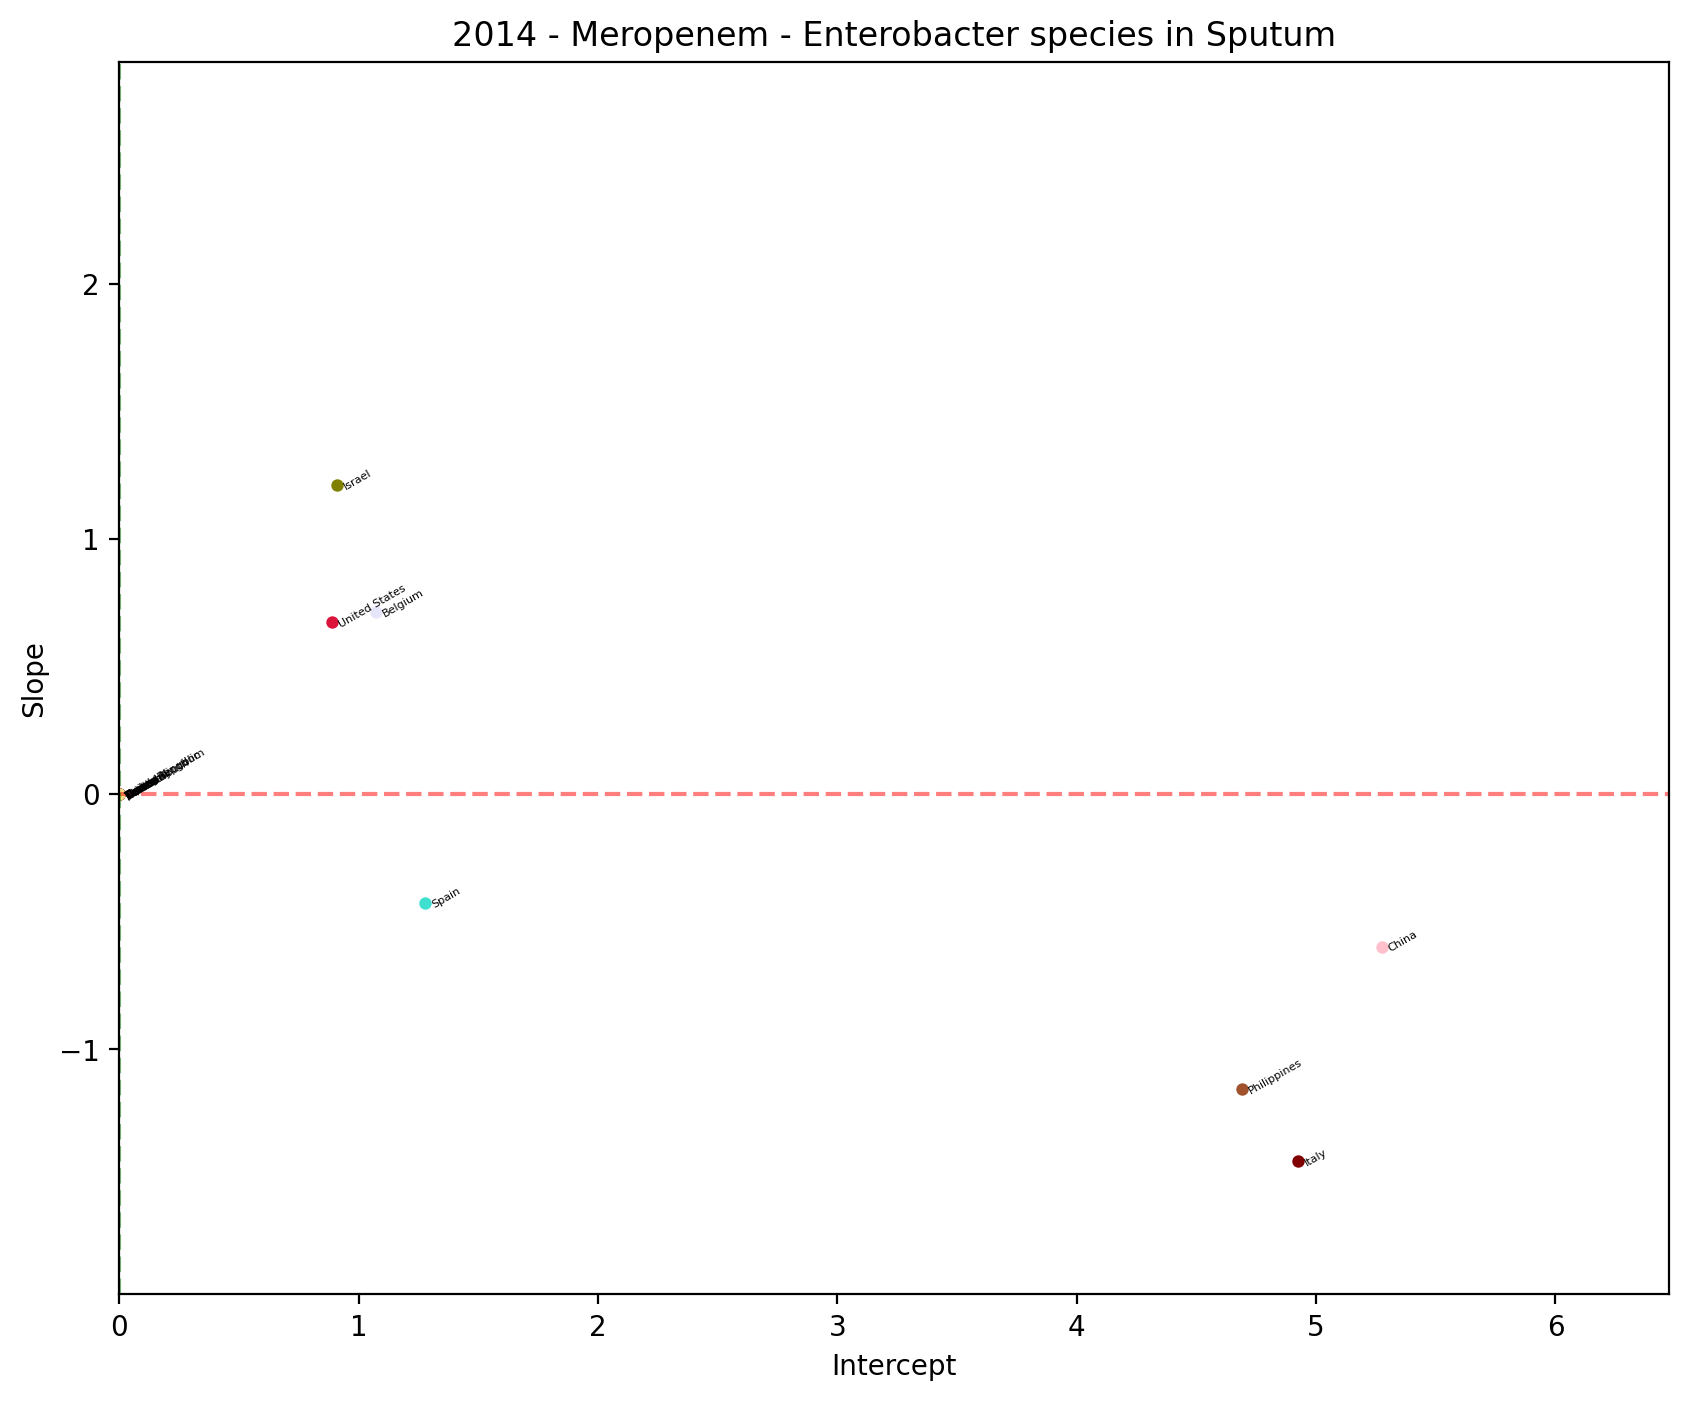 2014 - Meropenem - Enterobacter species in Sputum
Slope
2
1
0
−1
Israel
United States
Belgium
Spain
China
Philippines
Italy
0 1 2 3 4 5 6
Intercept